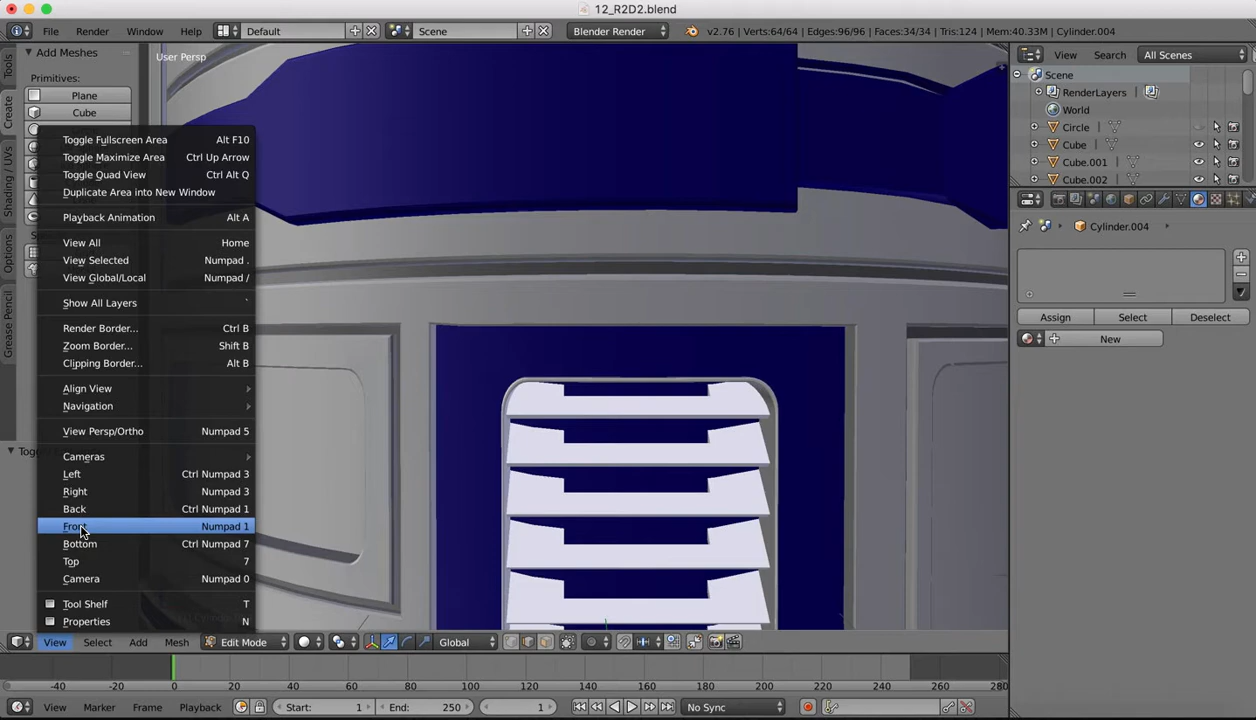 12_R2D2.blend
File Render Window Help Default Scene Blender Render v2.76 | Verts:64/64 | Edges:96/96 | Faces:34/34 | Tris:124 | Mem:40.33M | Cylinder.004
Tools
Create
Shading / UVs
Options
Grease Pencil
Add Meshes
Primitives:
Plane
Cube
User Persp
Toggle Fullscreen Area Alt F10
Toggle Maximize Area Ctrl Up Arrow
Toggle Quad View Ctrl Alt Q
Duplicate Area into New Window
Playback Animation Alt A
View All Home
View Selected Numpad .
View Global/Local Numpad /
Show All Layers `
Render Border... Ctrl B
Zoom Border... Shift B
Clipping Border... Alt B
Align View
Navigation
View Persp/Ortho Numpad 5
Cameras
Left Ctrl Numpad 3
Right Numpad 3
Back Ctrl Numpad 1
Front Numpad 1
Bottom Ctrl Numpad 7
Top 7
Camera Numpad 0
Tool Shelf T
Properties N
View Select Add Mesh Edit Mode Global
-40 -20 0 20 40 60 80 100 120 140 160 180 200 220 240 260 280
View Marker Frame Playback Start: 1 End: 250 1 No Sync
View Search All Scenes
Scene
RenderLayers
World
Circle
Cube
Cube.001
Cube.002
Cylinder.004
Assign Select Deselect
New